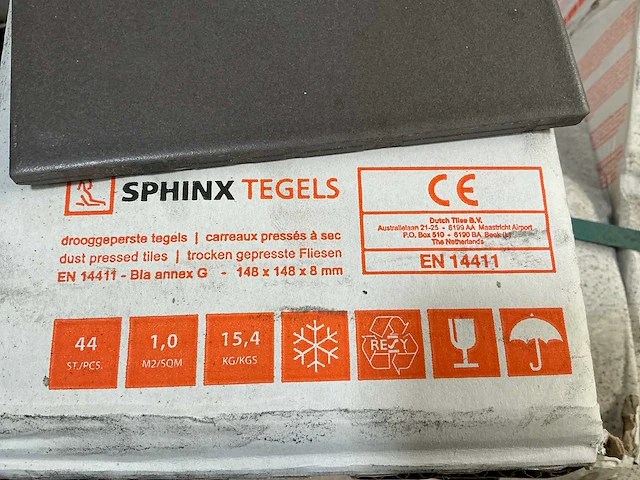 SPHINX TEGELS
drooggeperste tegels | carreaux pressés à sec
dust pressed tiles | trocken gepresste Fliesen
EN 14411 - BIa annex G - 148 x 148 x 8 mm
CE
Dutch Tiles B.V.
Australielaan 21-25 • 6199 AA Maastricht Airport
P.O. Box 510 • 6190 BA Beek (L)
The Netherlands
EN 14411
44
ST./PCS.
1,0
M2/SQM
15,4
KG/KGS
RESY